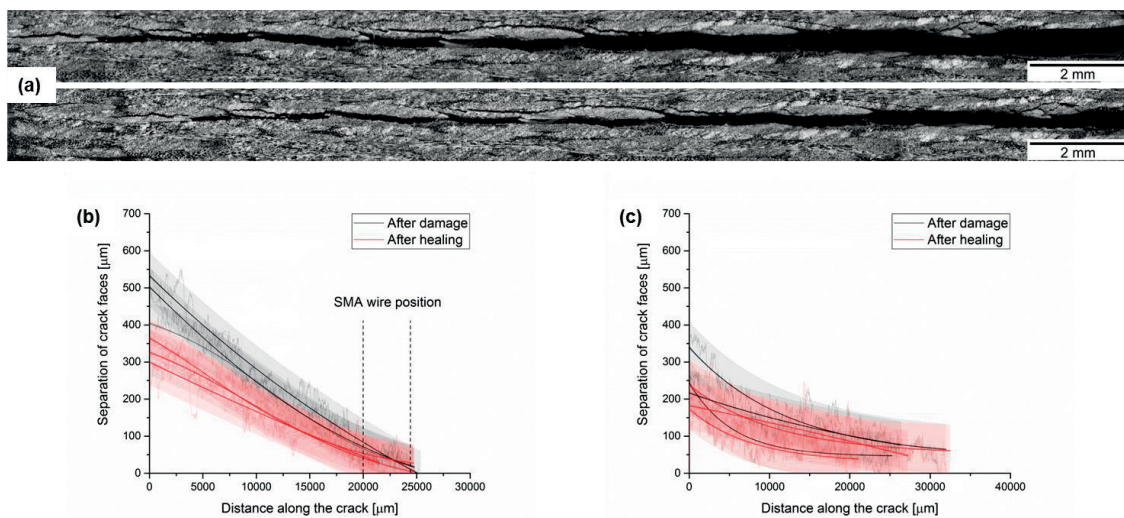 (a)
2 mm
2 mm
(b)
700
600
500
400
300
200
100
0
Separation of crack faces [μm]
After damage
After healing
SMA wire position
0
5000
10000
15000
20000
25000
30000
Distance along the crack [μm]
(c)
700
600
500
400
300
200
100
0
Separation of crack faces [μm]
After damage
After healing
0
10000
20000
30000
40000
Distance along the crack [μm]